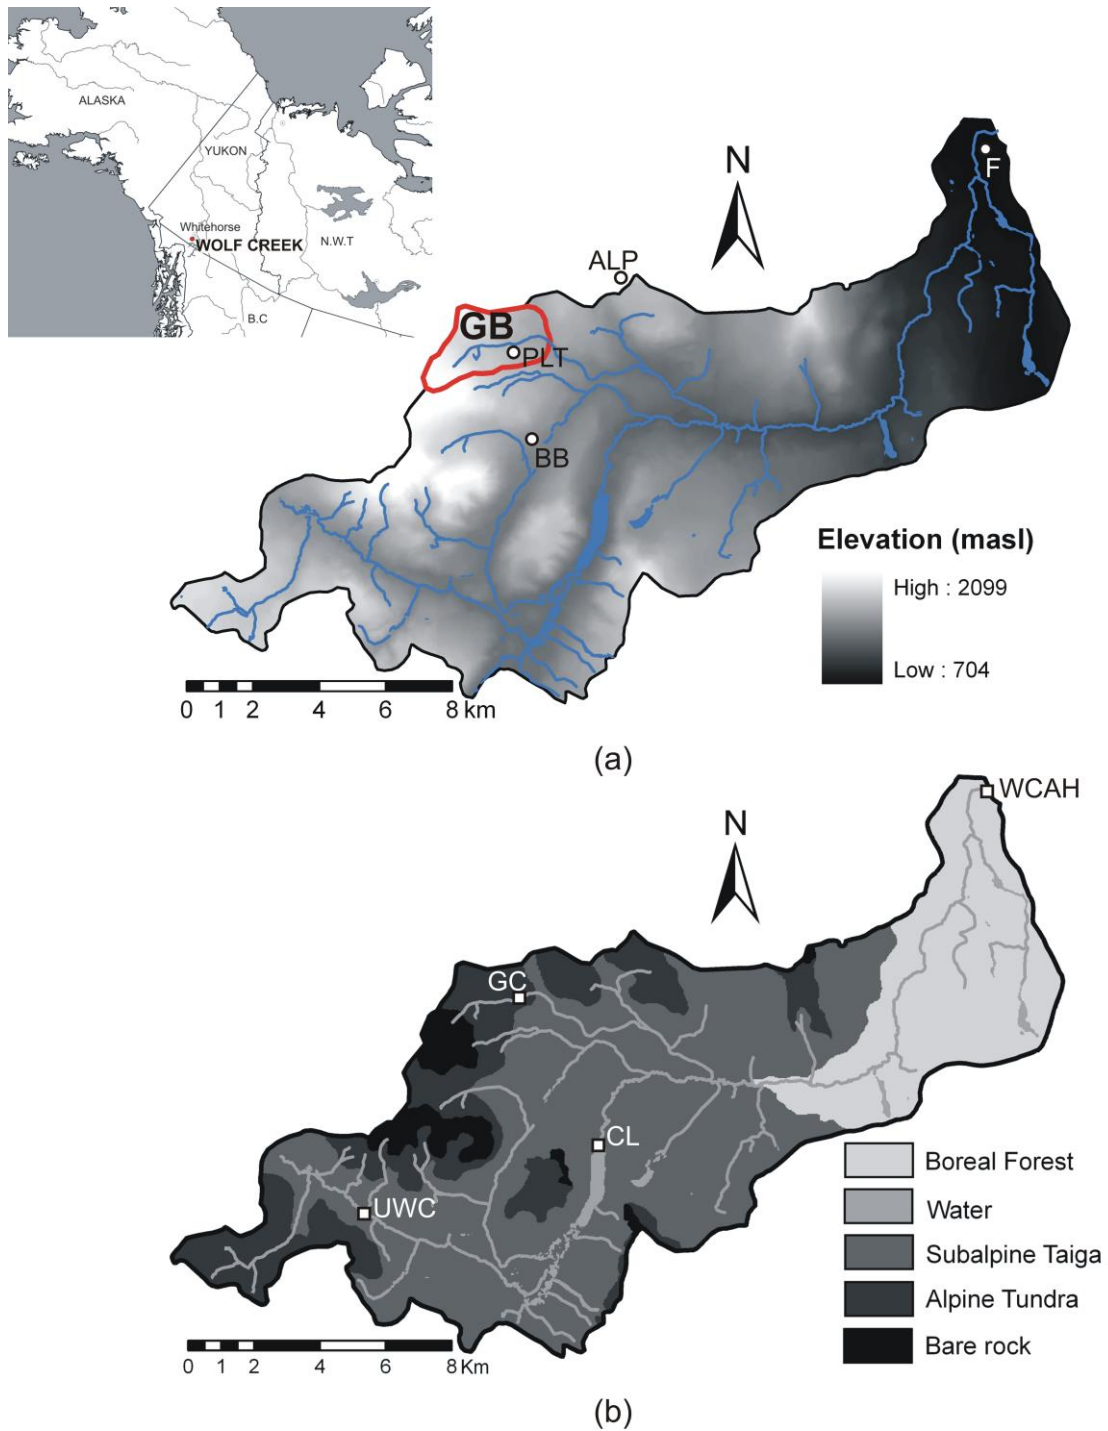 ALASKA
YUKON
Whitehorse
WOLF CREEK
N.W.T
B.C
N
F
ALP
GB
PLT
BB
Elevation (masl)
High : 2099
Low : 704
0 1 2 4 6 8 km
(a)
WCAH
N
GC
CL
UWC
Boreal Forest
Water
Subalpine Taiga
Alpine Tundra
Bare rock
0 1 2 4 6 8 Km
(b)